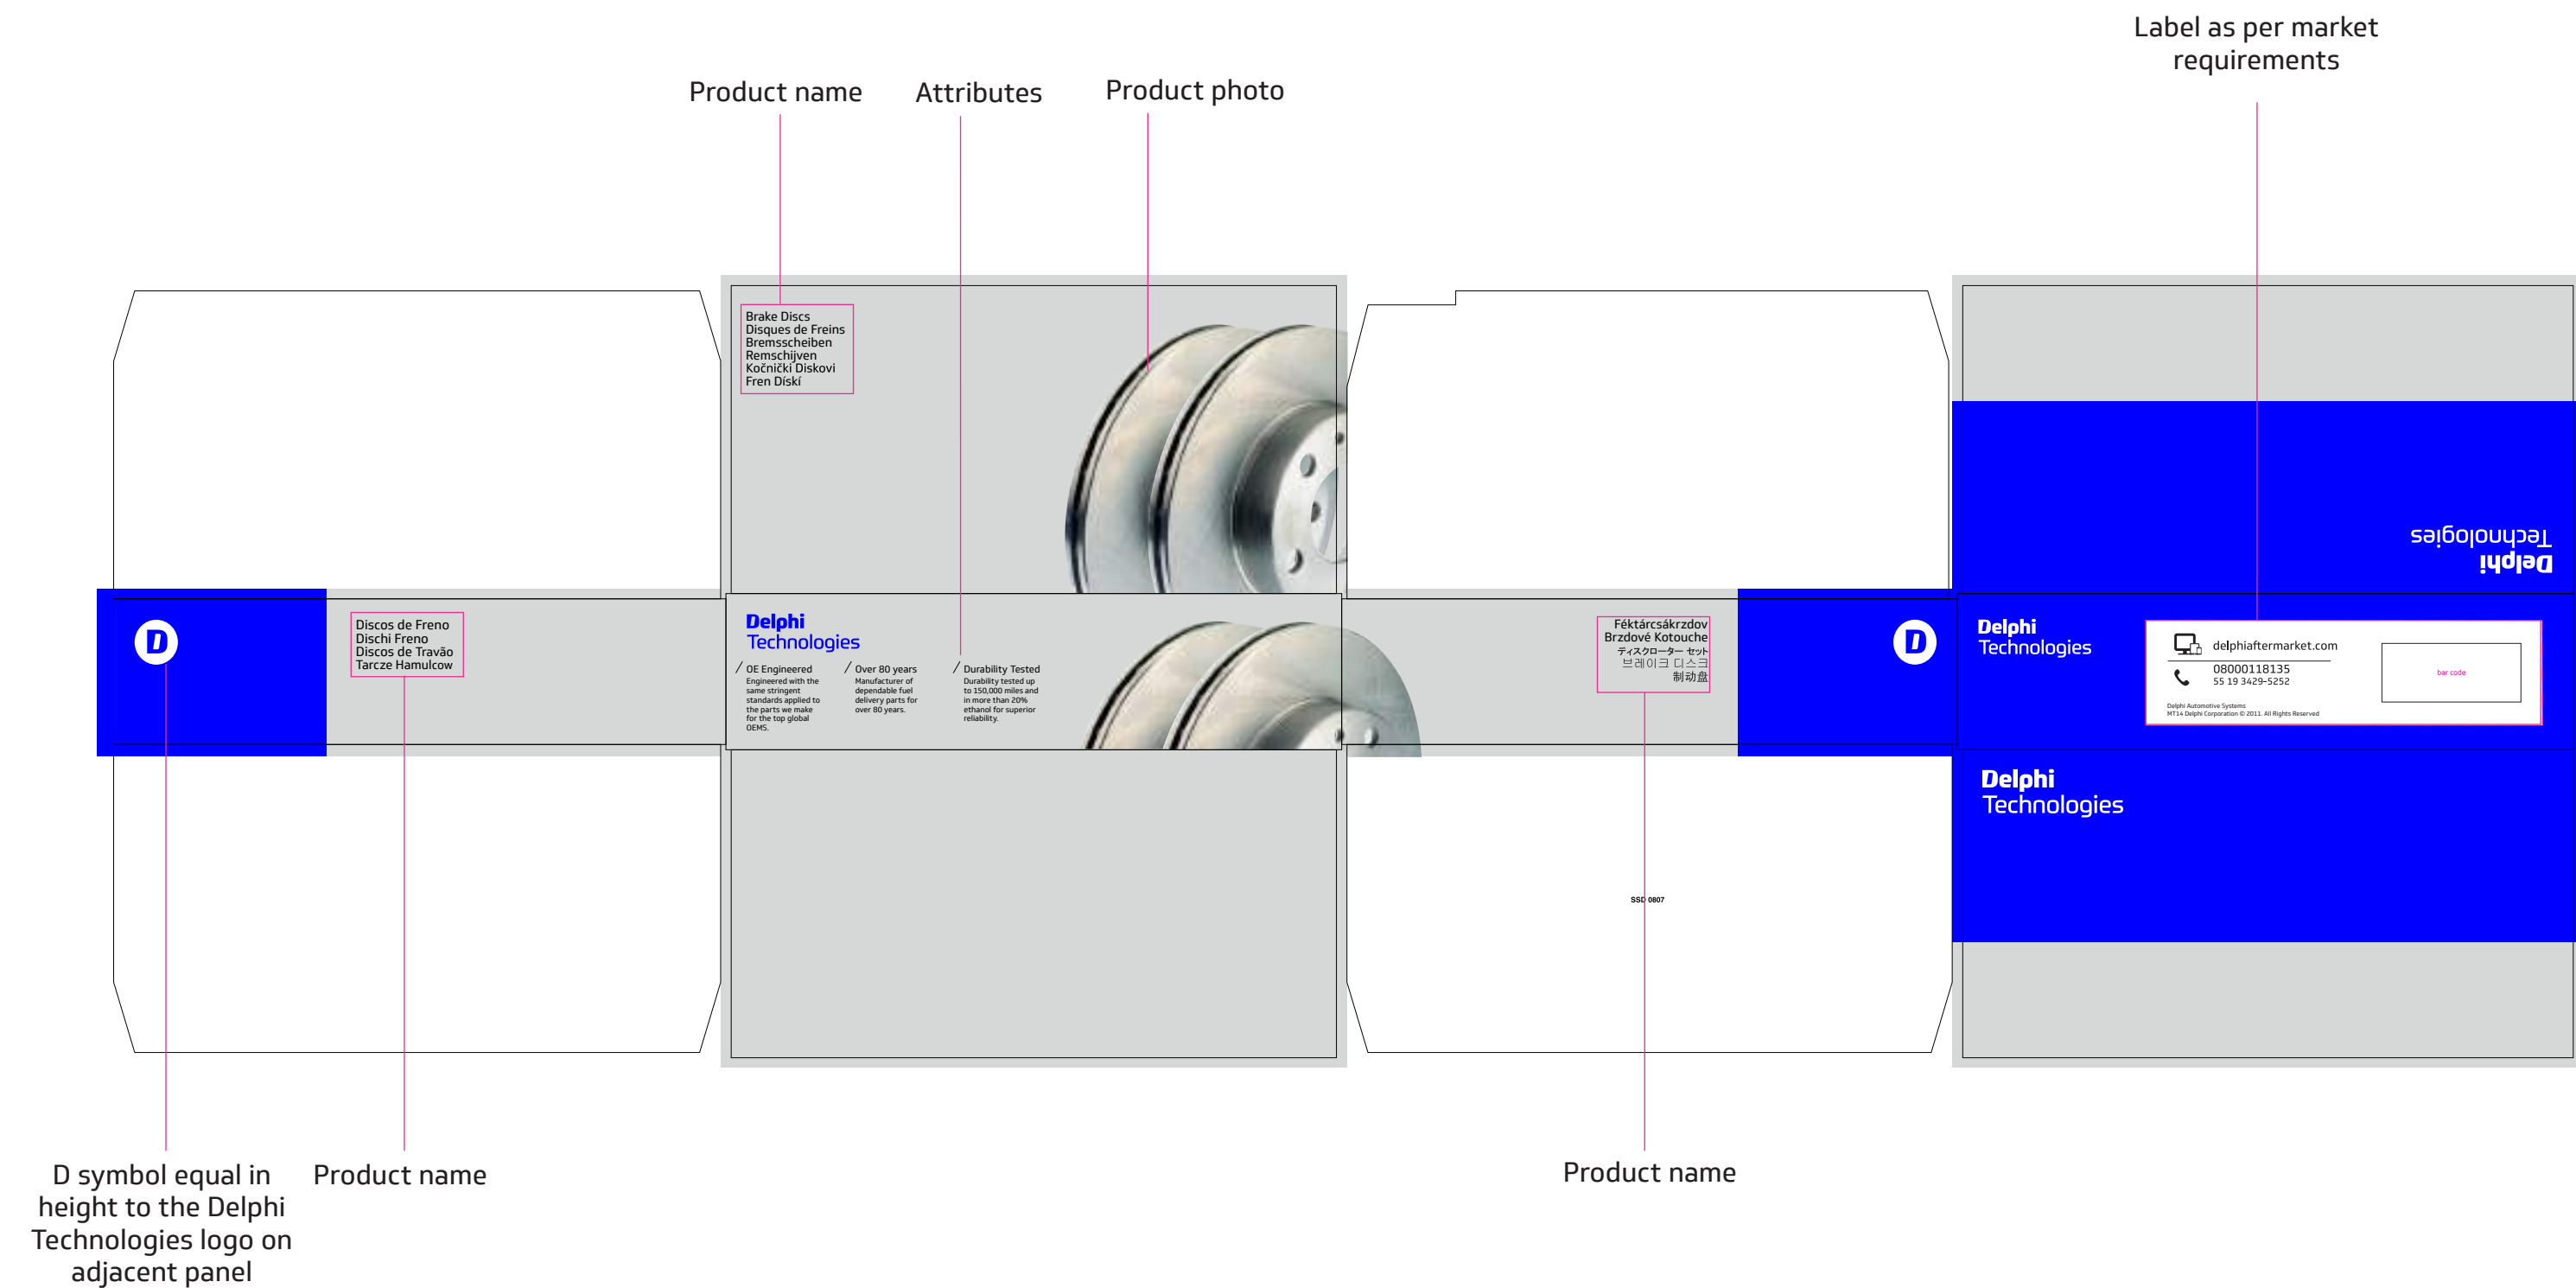 Label as per market
requirements
Product name
Attributes
Product photo
Brake Discs
Disques de Freins
Bremsscheiben
Remschijven
Kočnički Diskovi
Fren Dískí
Delphi
Technologies
D
Discos de Freno
Dischi Freno
Discos de Travão
Tarcze Hamulcow
Delphi
Technologies
/ OE Engineered
Engineered with the
same stringent
standards applied to
the parts we make
for the top global
OEMS.
/ Over 80 years
Manufacturer of
dependable fuel
delivery parts for
over 80 years.
/ Durability Tested
Durability tested up
to 150,000 miles and
in more than 20%
ethanol for superior
reliability.
Féktárcsákrzdov
Brzdové Kotouche
ディスクローター セット
브레이크 디스크
制动盘
D
Delphi
Technologies
delphiaftermarket.com
08000118135
55 19 3429-5252
Delphi Automotive Systems
MT14 Delphi Corporation © 2011. All Rights Reserved
bar code
Delphi
Technologies
SSD 0807
D symbol equal in
height to the Delphi
Technologies logo on
adjacent panel
Product name
Product name